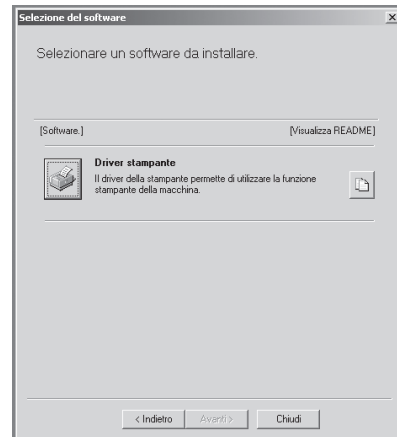 Selezione del software
Selezionare un software da installare.
[Software.] [Visualizza README]
Driver stampante
Il driver della stampante permette di utilizzare la funzione
stampante della macchina.
< Indietro Avanti > Chiudi